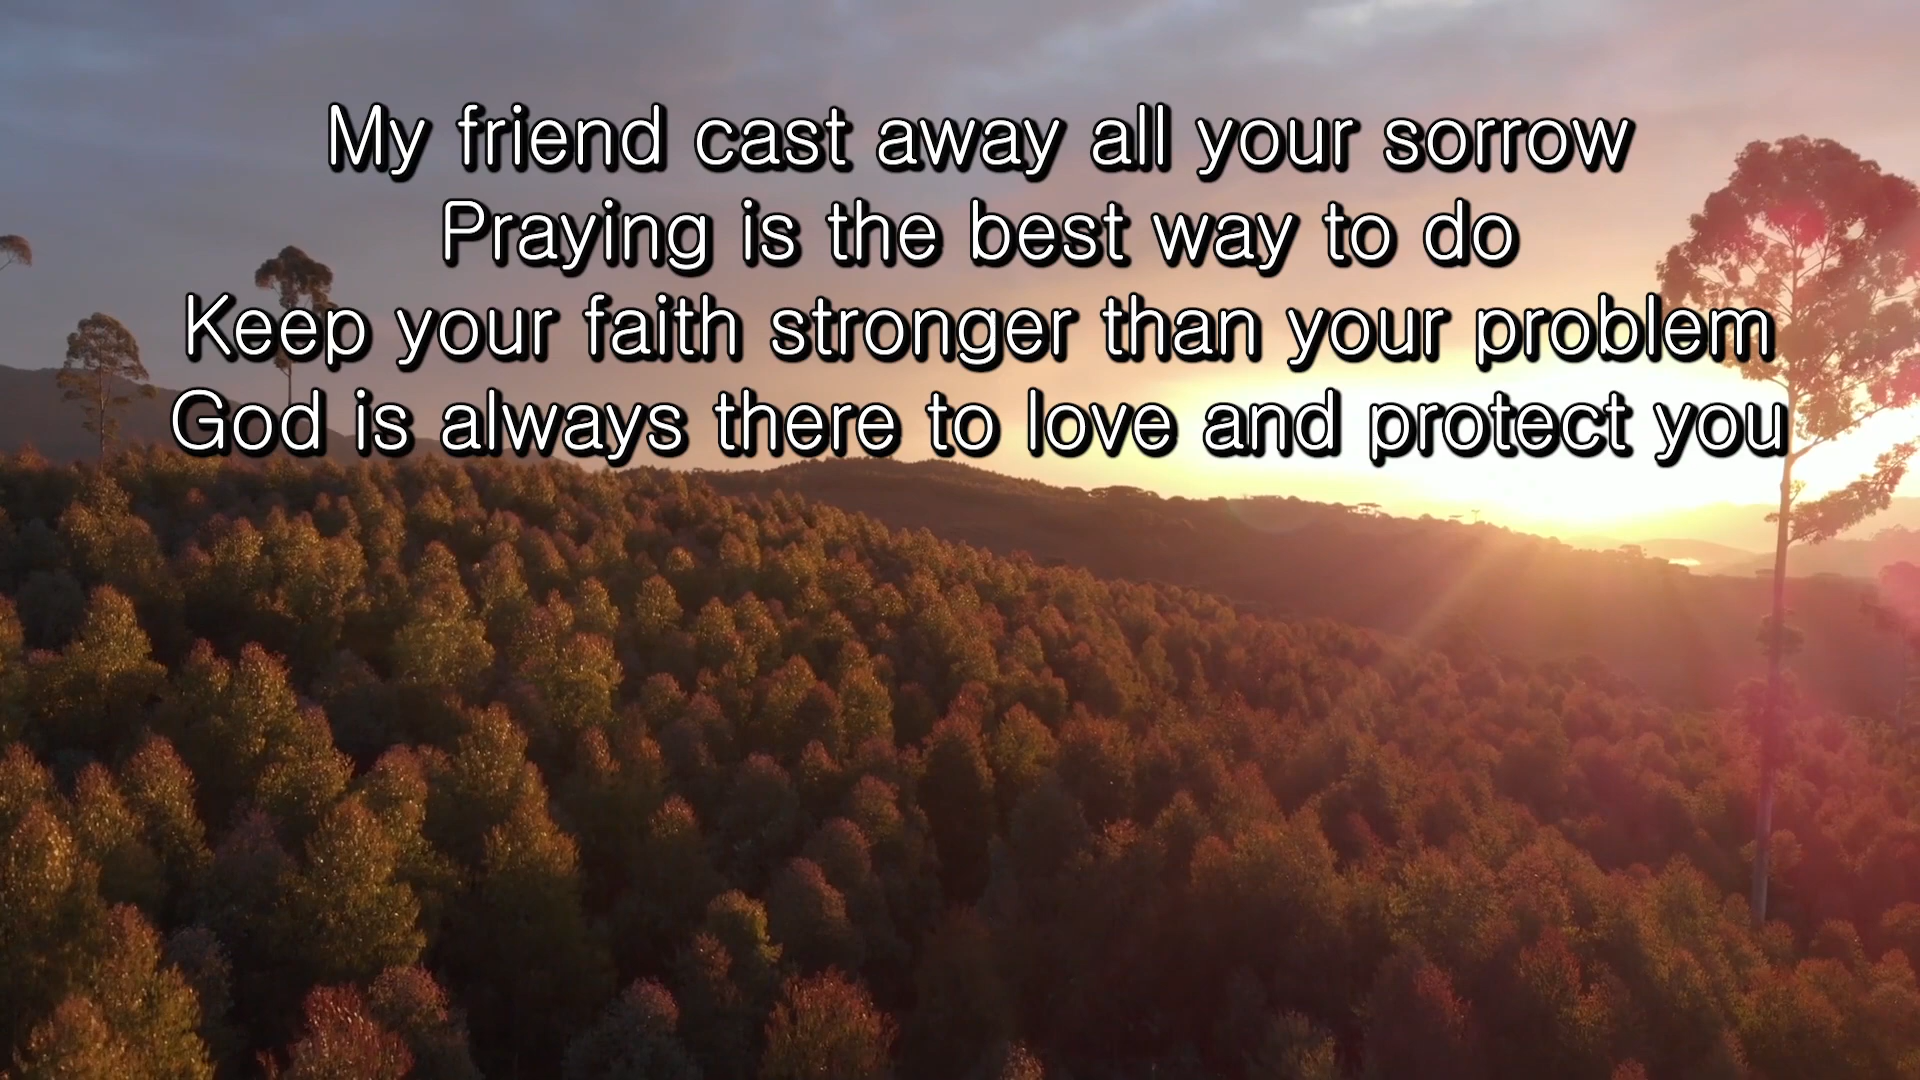 My friend cast away all your sorrow
Praying is the best way to do
Keep your faith stronger than your problem
God is always there to love and protect you